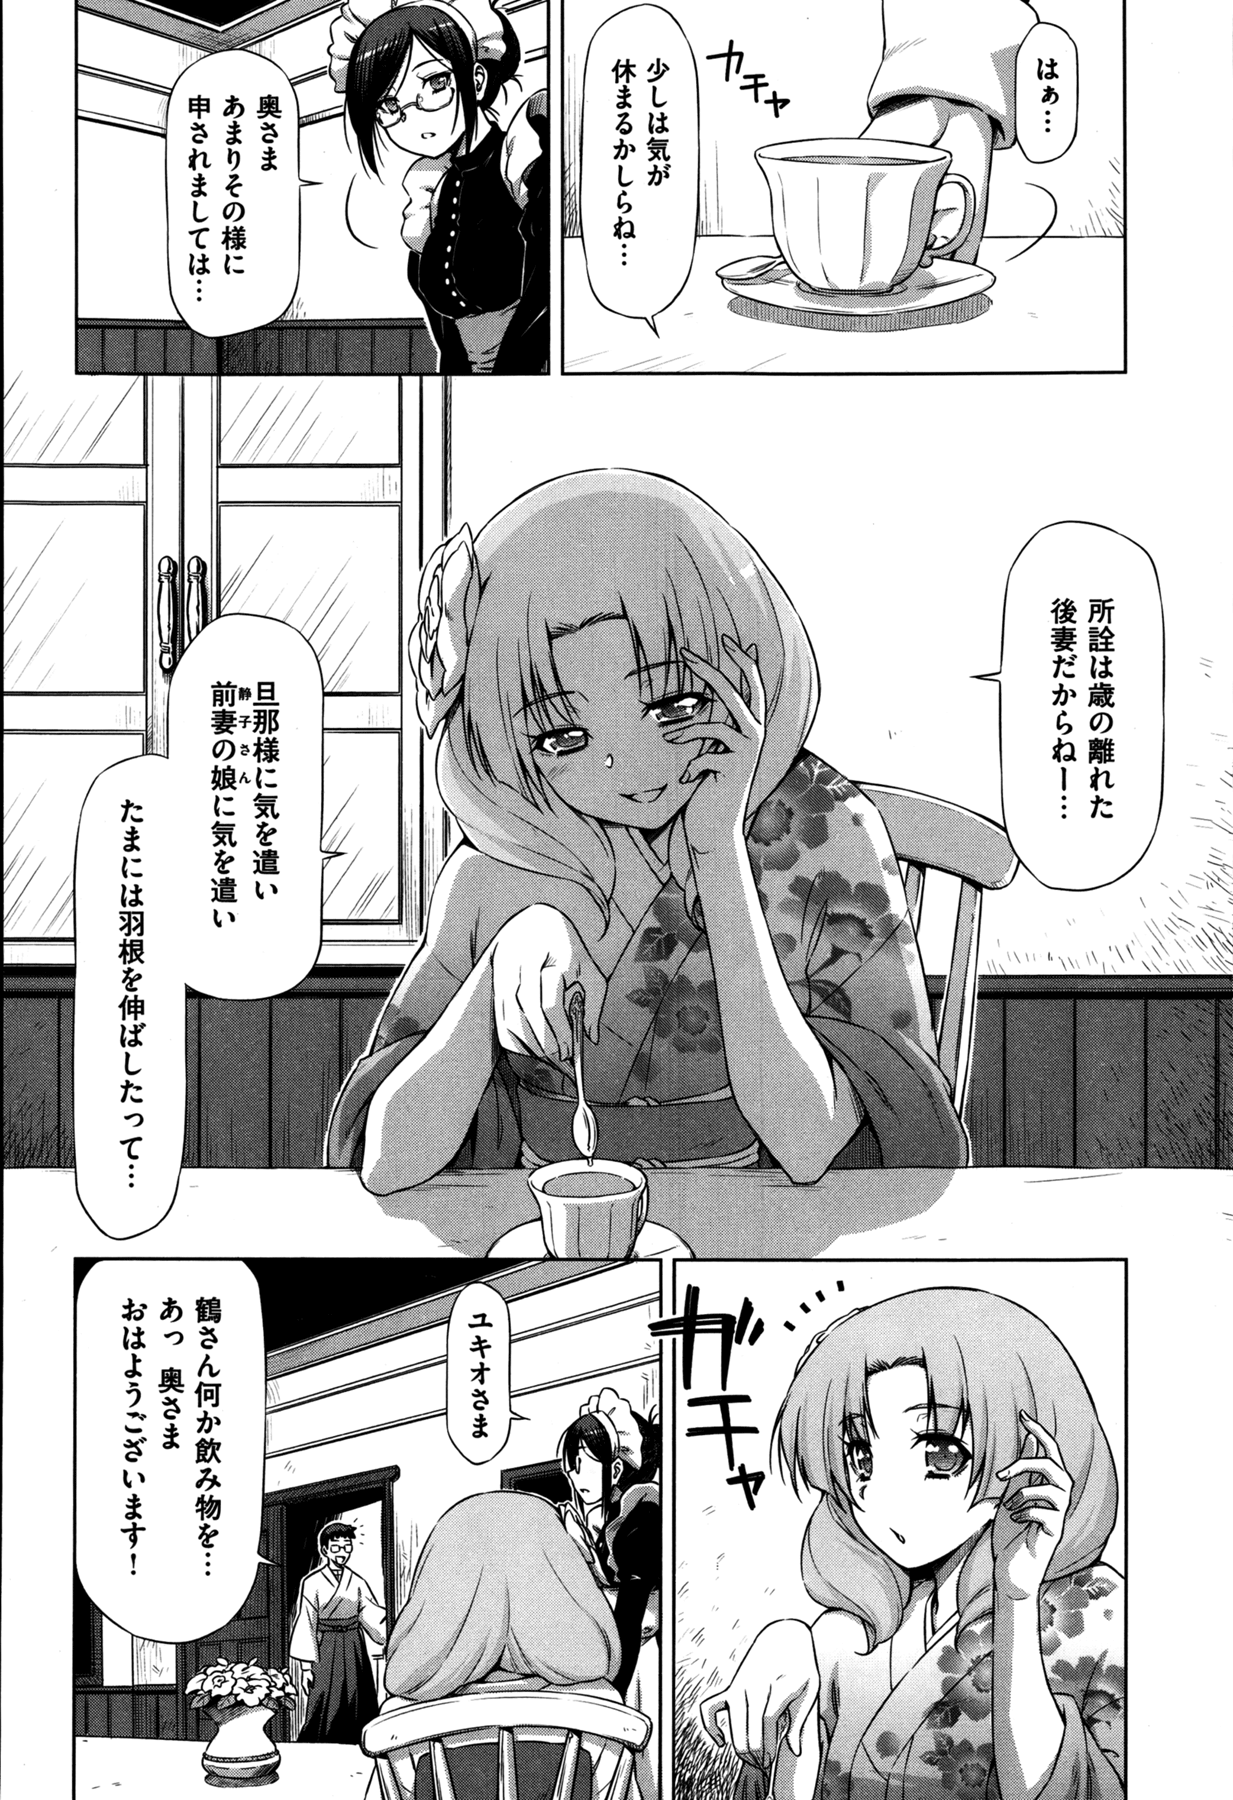 はぁ…
カチャ
少しは気が
休まるかしらね…
奥さま
あまりその様に
申されましては…
所詮は歳の離れた
後妻だからねー…
旦那様に気を遣い
前妻の娘に気を遣い
静子さん
たまには羽根を伸ばしたって…
ガチャ
ユキオさま
鶴さん何か飲み物を…
あっ 奥さま
おはようございます!